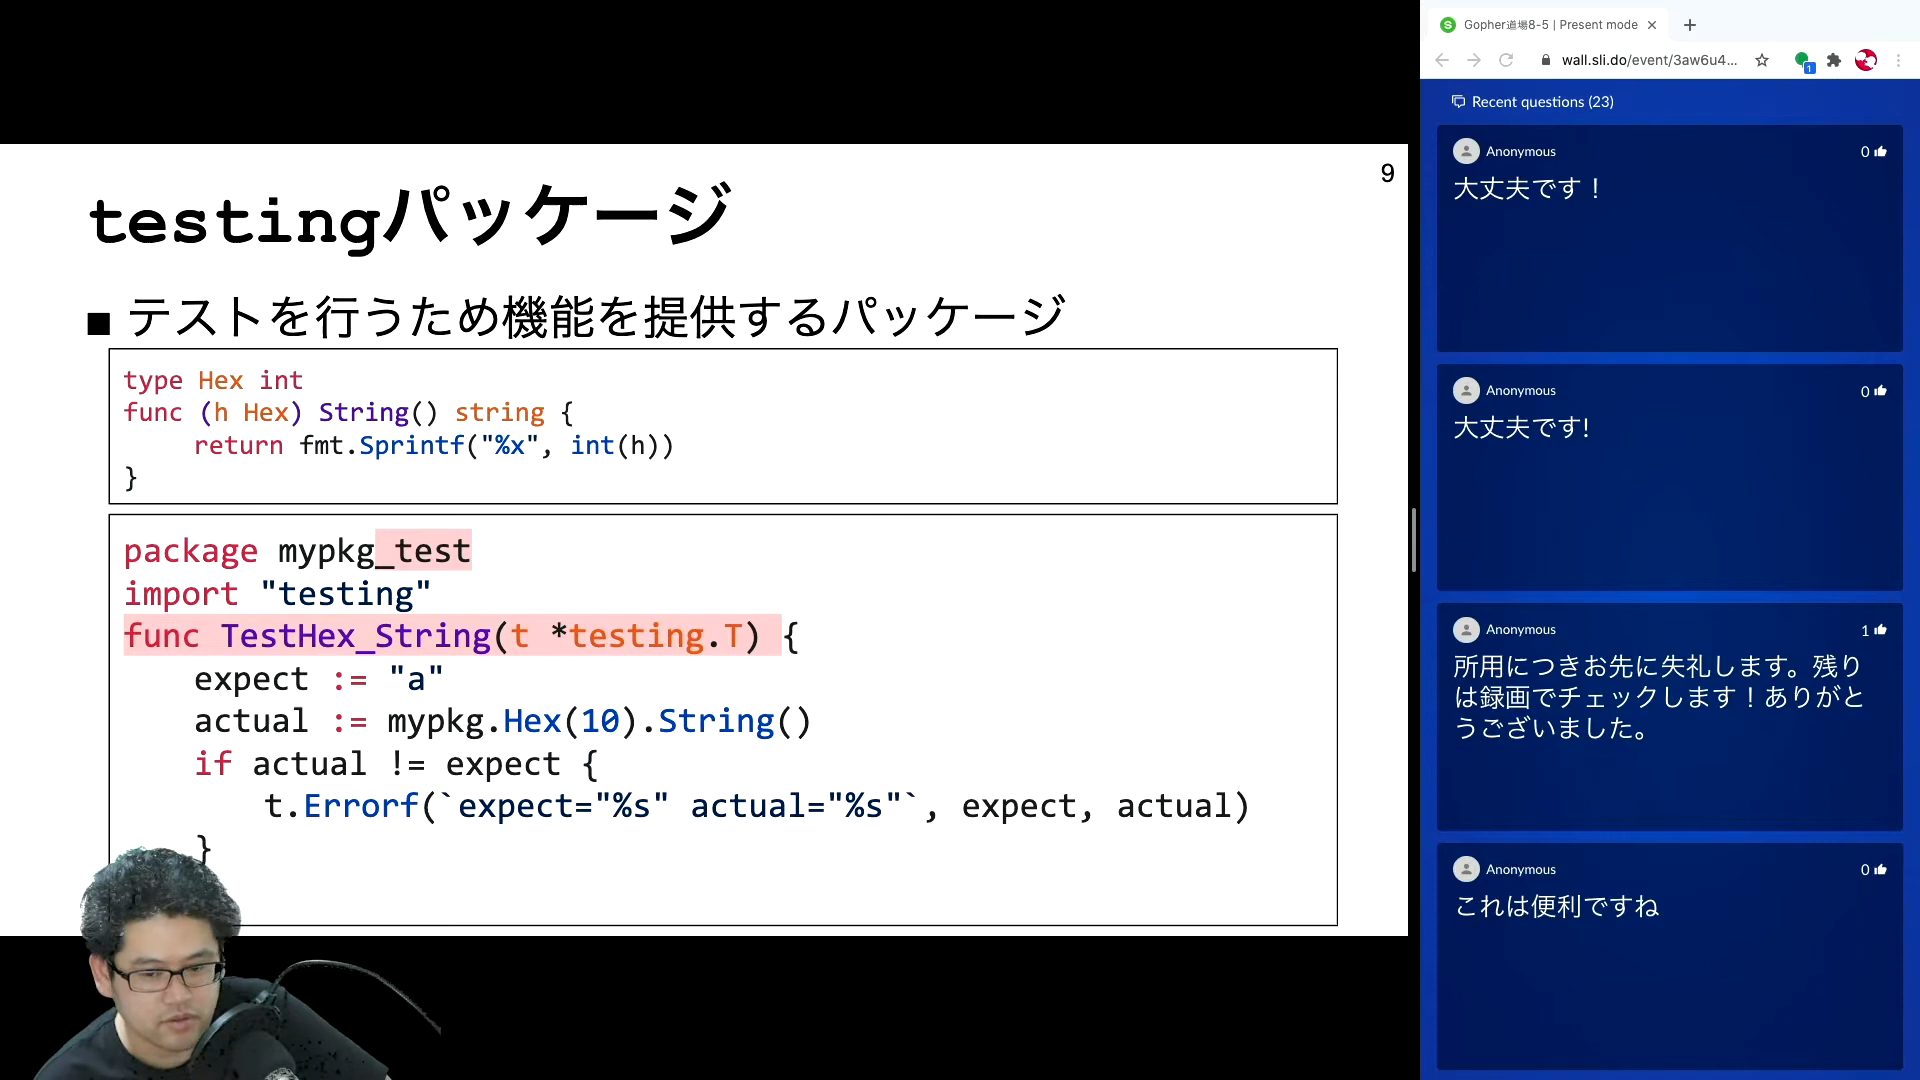 9
testingパッケージ
■ テストを行うため機能を提供するパッケージ
type Hex int
func (h Hex) String() string {
return fmt.Sprintf("%x", int(h))
}
package mypkg_test
import "testing"
func TestHex_String(t *testing.T) {
expect := "a"
actual := mypkg.Hex(10).String()
if actual != expect {
t.Errorf(`expect="%s" actual="%s"`, expect, actual)
}
Gopher道場8-5 | Present mode
wall.sli.do/event/3aw6u4...
1
Recent questions (23)
Anonymous
0
大丈夫です！
Anonymous
0
大丈夫です!
Anonymous
1
所用につきお先に失礼します。残り
は録画でチェックします！ありがと
うございました。
Anonymous
0
これは便利ですね